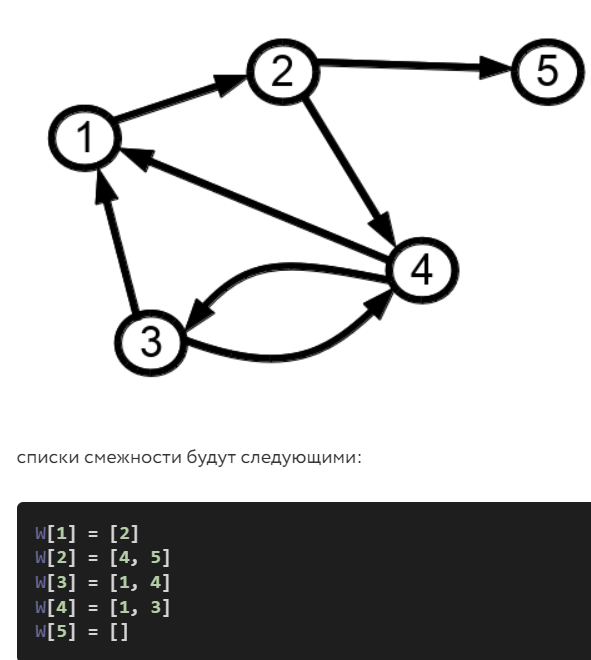 2
5
1
4
3
списки смежности будут следующими:
W[1] = [2]
W[2] = [4, 5]
W[3] = [1, 4]
W[4] = [1, 3]
W[5] = []